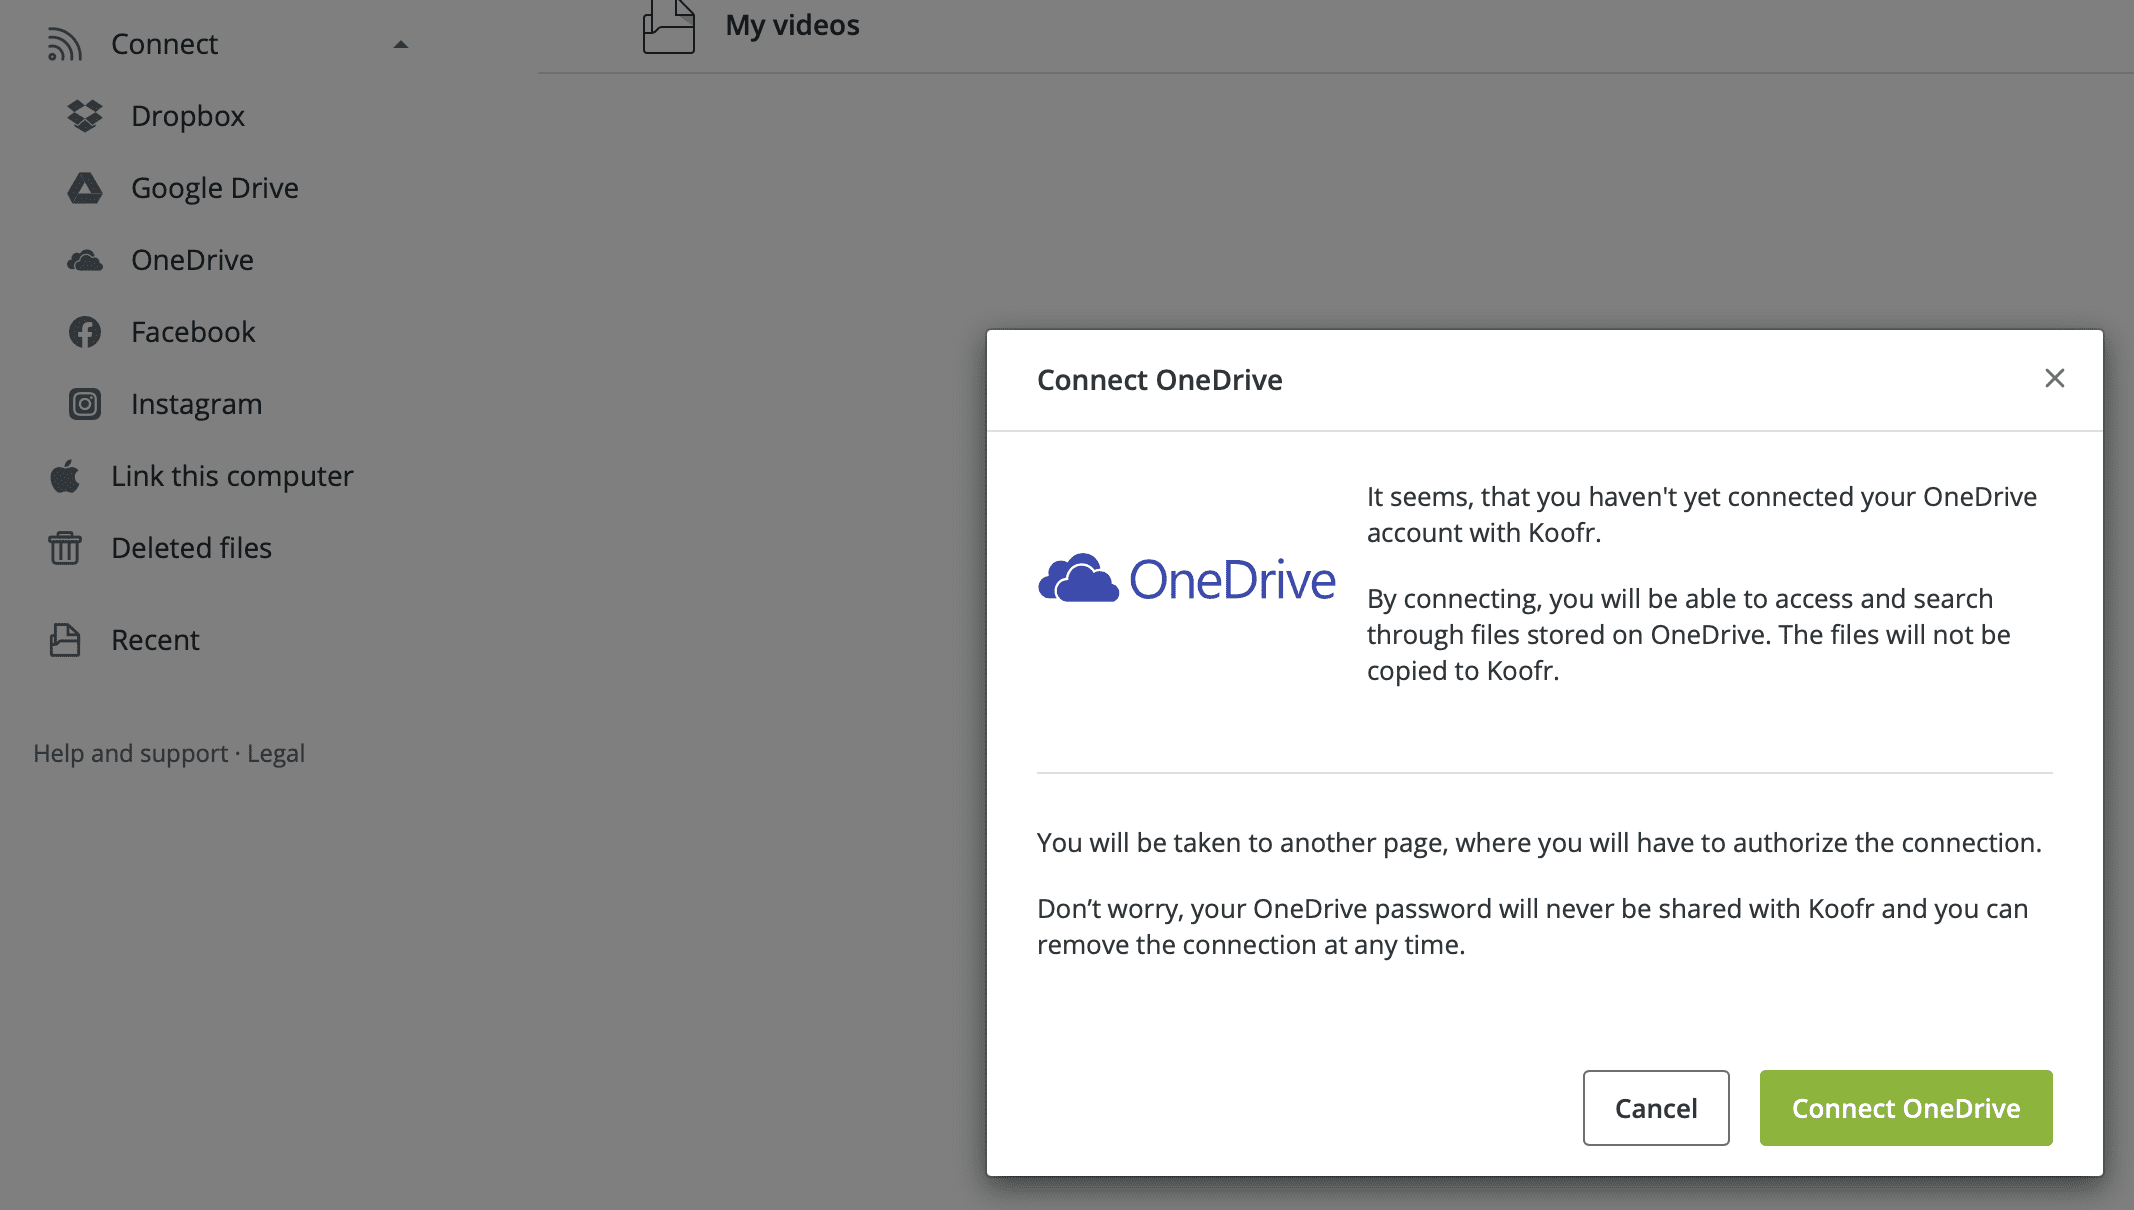 Connect
Dropbox
Google Drive
OneDrive
Facebook
Instagram
Link this computer
Deleted files
Recent
Help and support · Legal
My videos
Connect OneDrive
OneDrive
It seems, that you haven't yet connected your OneDrive
account with Koofr.
By connecting, you will be able to access and search
through files stored on OneDrive. The files will not be
copied to Koofr.
You will be taken to another page, where you will have to authorize the connection.
Don’t worry, your OneDrive password will never be shared with Koofr and you can
remove the connection at any time.
Cancel
Connect OneDrive